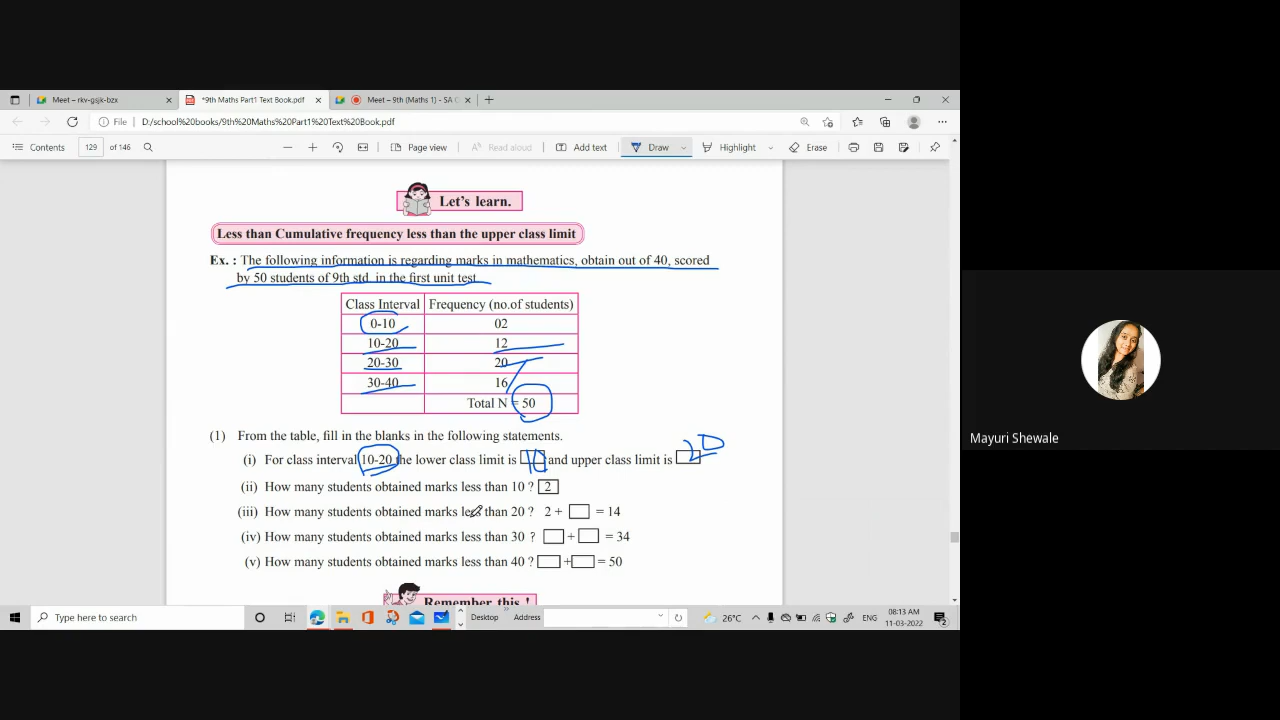 Meet – rkv-gsjk-bzx
*9th Maths Part1 Text Book.pdf
Meet – 9th (Maths 1) - SA
File
D:/school%20books/9th%20Maths%20Part1%20Text%20Book.pdf
Contents
129 of 146
Page view
Read aloud
Add text
Draw
Highlight
Erase
Let's learn.
Less than Cumulative frequency less than the upper class limit
Ex. : The following information is regarding marks in mathematics, obtain out of 40, scored
by 50 students of 9th std. in the first unit test
Class Interval Frequency (no.of students)
0-10 02
10-20 12
20-30 20
30-40 16
Total N = 50
(1) From the table, fill in the blanks in the following statements.
(i) For class interval 10-20 the lower class limit is 10 and upper class limit is 20
(ii) How many students obtained marks less than 10 ? 2
(iii) How many students obtained marks less than 20 ? 2 + = 14
(iv) How many students obtained marks less than 30 ? + = 34
(v) How many students obtained marks less than 40 ? + = 50
Remember this !
Mayuri Shewale
Type here to search
Desktop
Address
26°C
ENG
08:13 AM
11-03-2022
2